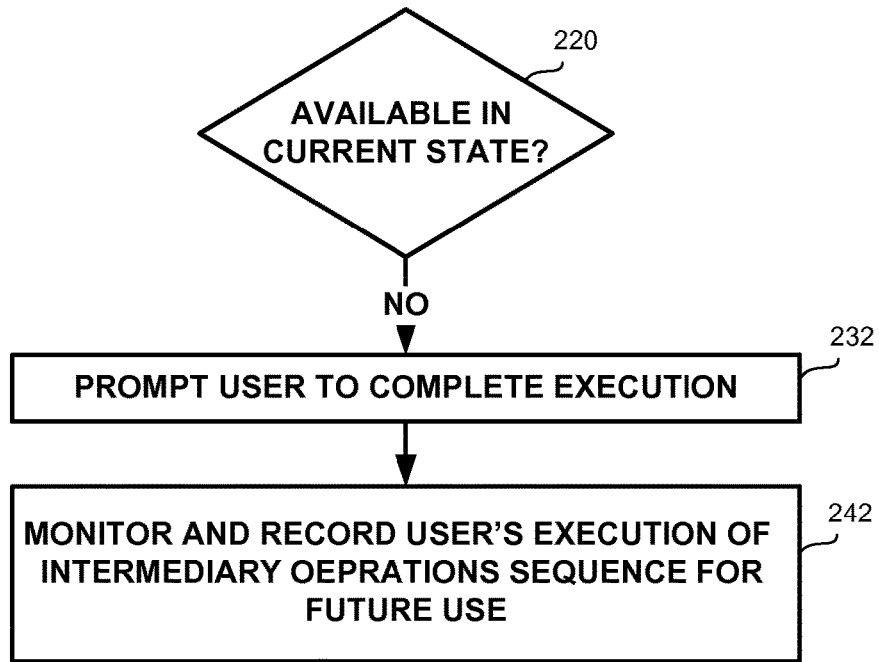 220
AVAILABLE IN
CURRENT STATE?
NO
232
PROMPT USER TO COMPLETE EXECUTION
242
MONITOR AND RECORD USER'S EXECUTION OF
INTERMEDIARY OEPRATIONS SEQUENCE FOR
FUTURE USE